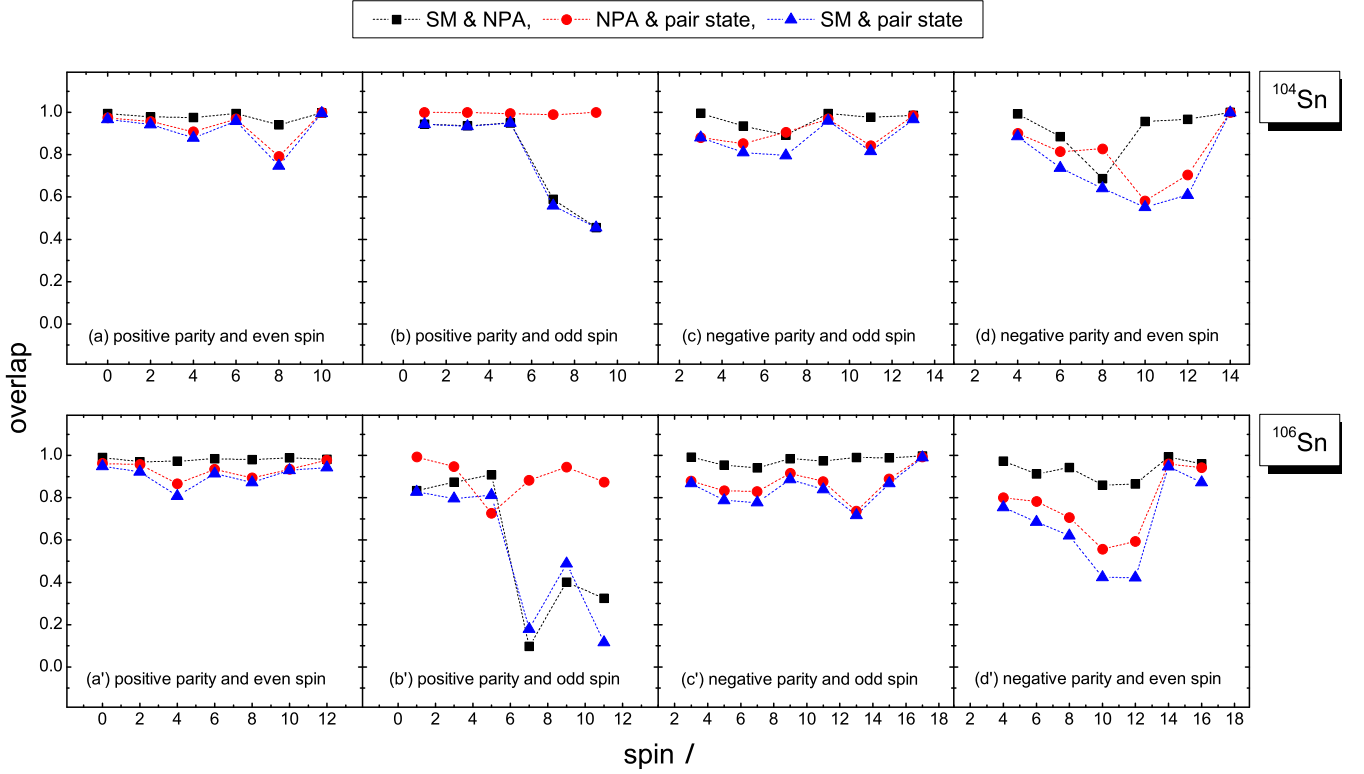 SM & NPA, NPA & pair state, SM & pair state
¹⁰⁴Sn
1.0
0.8
0.6
0.4
0.2
0.0
(a) positive parity and even spin
(b) positive parity and odd spin
(c) negative parity and odd spin
(d) negative parity and even spin
0 2 4 6 8 10
0 2 4 6 8 10
2 4 6 8 10 12 14
2 4 6 8 10 12 14
overlap
¹⁰⁶Sn
1.0
0.8
0.6
0.4
0.2
0.0
(a') positive parity and even spin
(b') positive parity and odd spin
(c') negative parity and odd spin
(d') negative parity and even spin
0 2 4 6 8 10 12
0 2 4 6 8 10 12
2 4 6 8 10 12 14 16 18
2 4 6 8 10 12 14 16 18
spin I